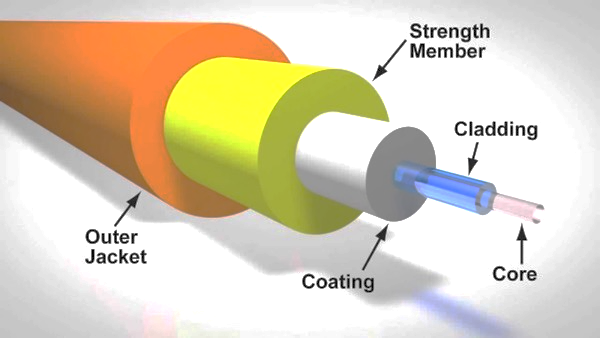 Strength
Member
Cladding
Outer
Jacket
Coating
Core